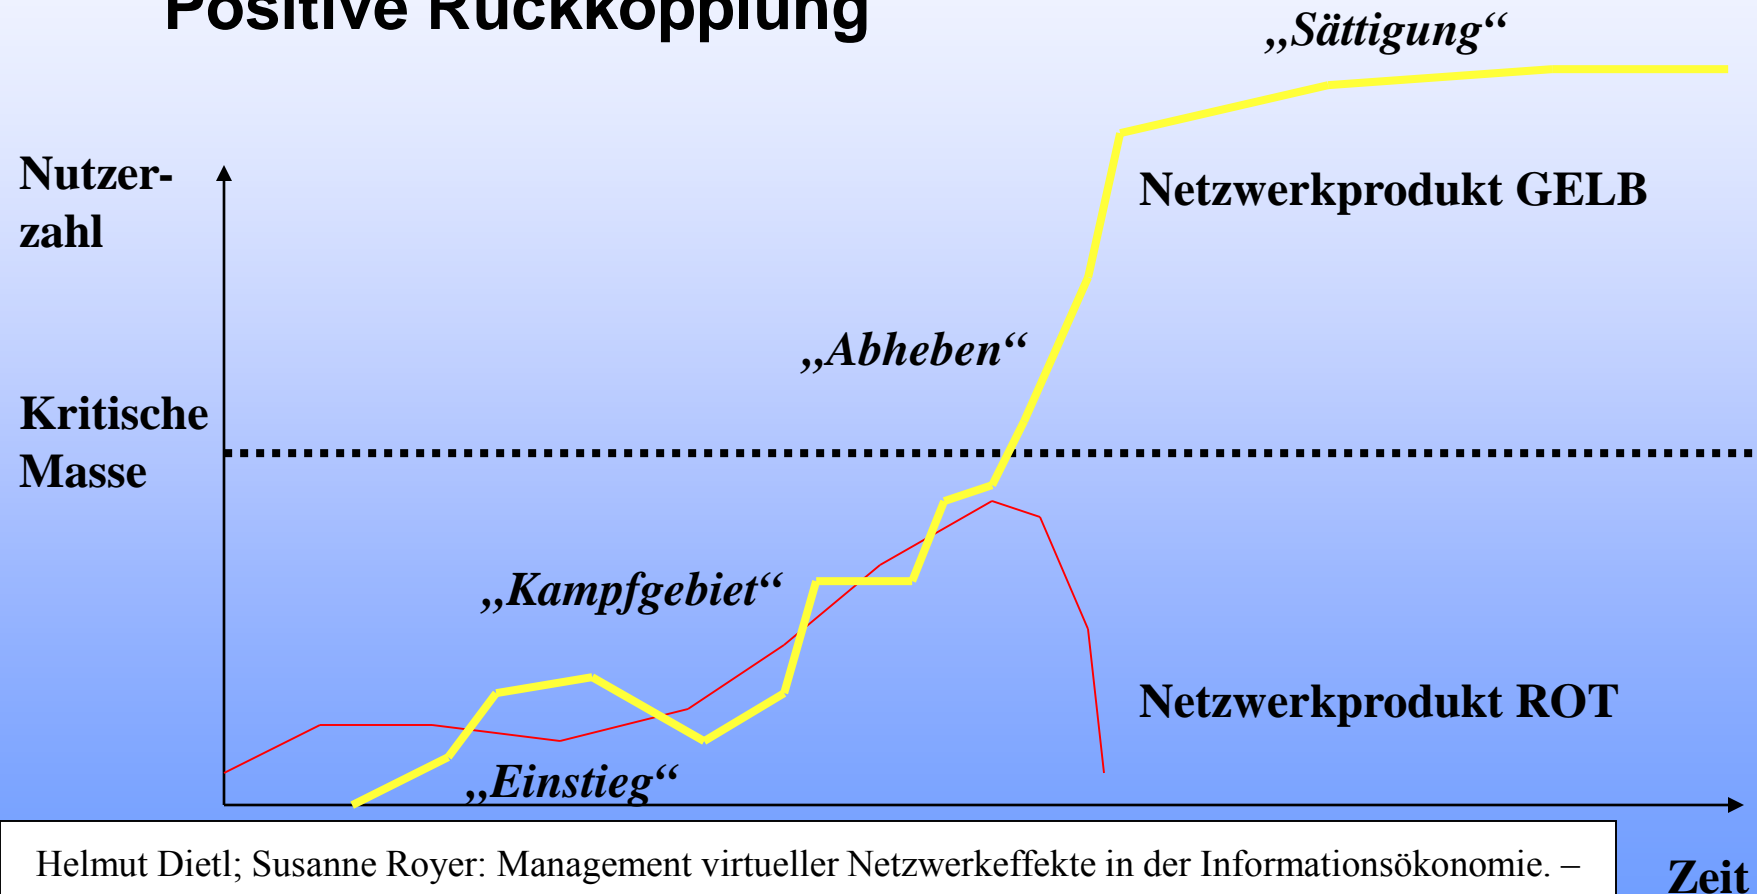 Positive Rückkopplung
„Sättigung“
Nutzer-
zahl
Netzwerkprodukt GELB
„Abheben“
Kritische
Masse
„Kampfgebiet“
Netzwerkprodukt ROT
„Einstieg“
Helmut Dietl; Susanne Royer: Management virtueller Netzwerkeffekte in der Informationsökonomie. –
Zeit